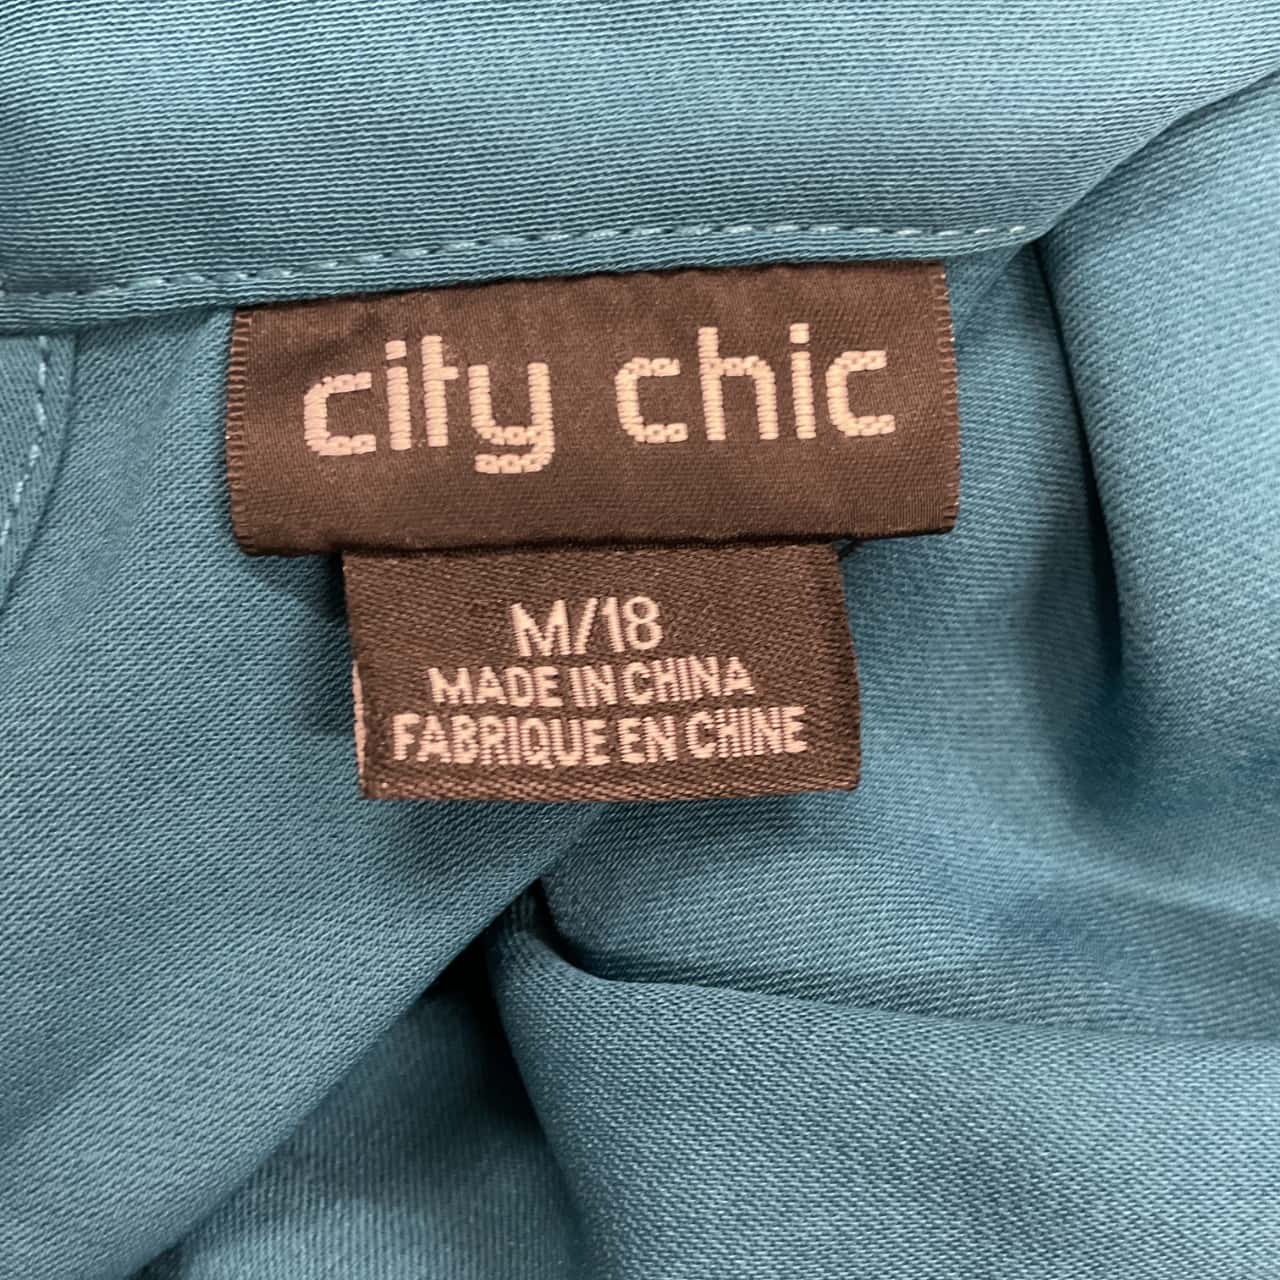 city chic
M/18
MADE IN CHINA
FABRIQUE EN CHINE